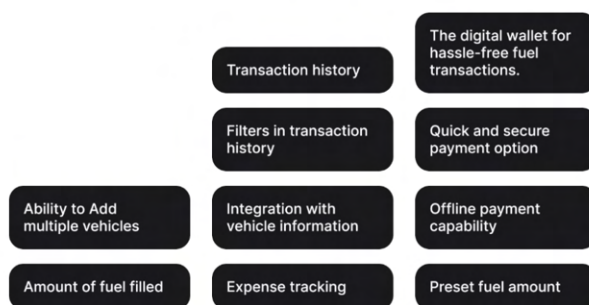 Ability to Add
multiple vehicles
Amount of fuel filled
Transaction history
Filters in transaction
history
Integration with
vehicle information
Expense tracking
The digital wallet for
hassle-free fuel
transactions.
Quick and secure
payment option
Offline payment
capability
Preset fuel amount